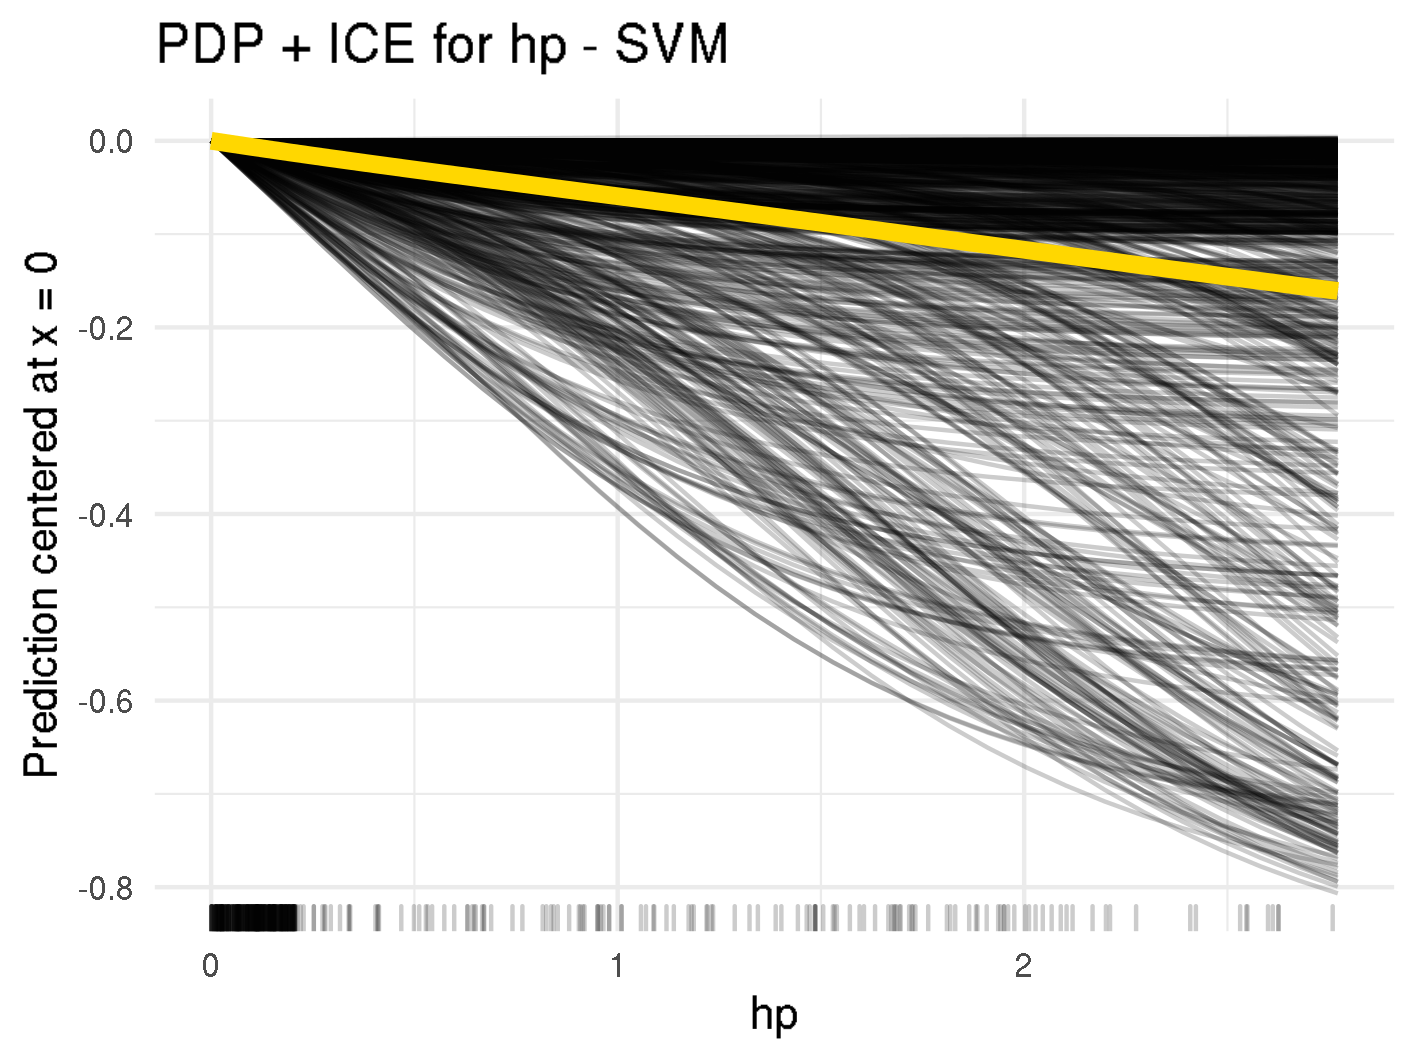 PDP + ICE for hp - SVM
Prediction centered at x = 0
0.0
-0.2
-0.4
-0.6
-0.8
0
1
2
hp